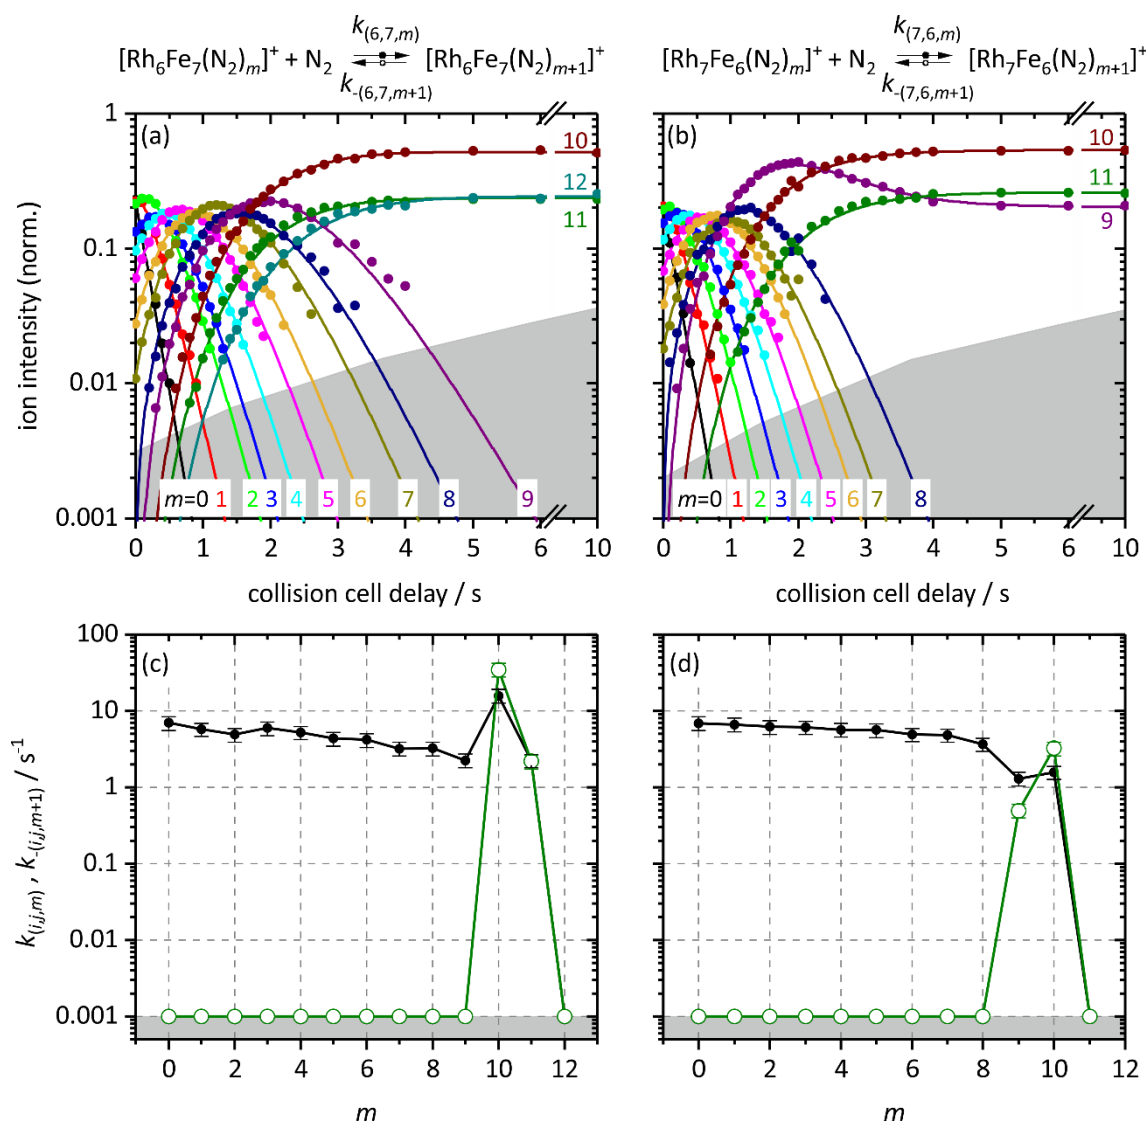 k(6,7,m) k(7,6,m)
[Rh6Fe7(N2)m]+ + N2 ⇌ [Rh6Fe7(N2)m+1]+ [Rh7Fe6(N2)m]+ + N2 ⇌ [Rh7Fe6(N2)m+1]+
k-(6,7,m+1) k-(7,6,m+1)
(a)
ion intensity (norm.)
1
0.1
0.01
0.001
10
12
11
m=0 1 2 3 4 5 6 7 8 9
0 1 2 3 4 5 6 10
collision cell delay / s
(b)
10
11
9
m=0 1 2 3 4 5 6 7 8
0 1 2 3 4 5 6 10
collision cell delay / s
(c)
k(i,j,m) , k-(i,j,m+1) / s-1
100
10
1
0.1
0.01
0.001
0 2 4 6 8 10 12
m
(d)
0 2 4 6 8 10 12
m